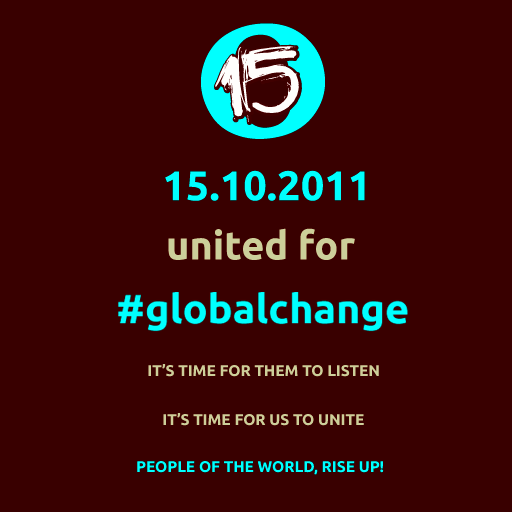 15
15.10.2011
united for
#globalchange
IT’S TIME FOR THEM TO LISTEN
IT’S TIME FOR US TO UNITE
PEOPLE OF THE WORLD, RISE UP!